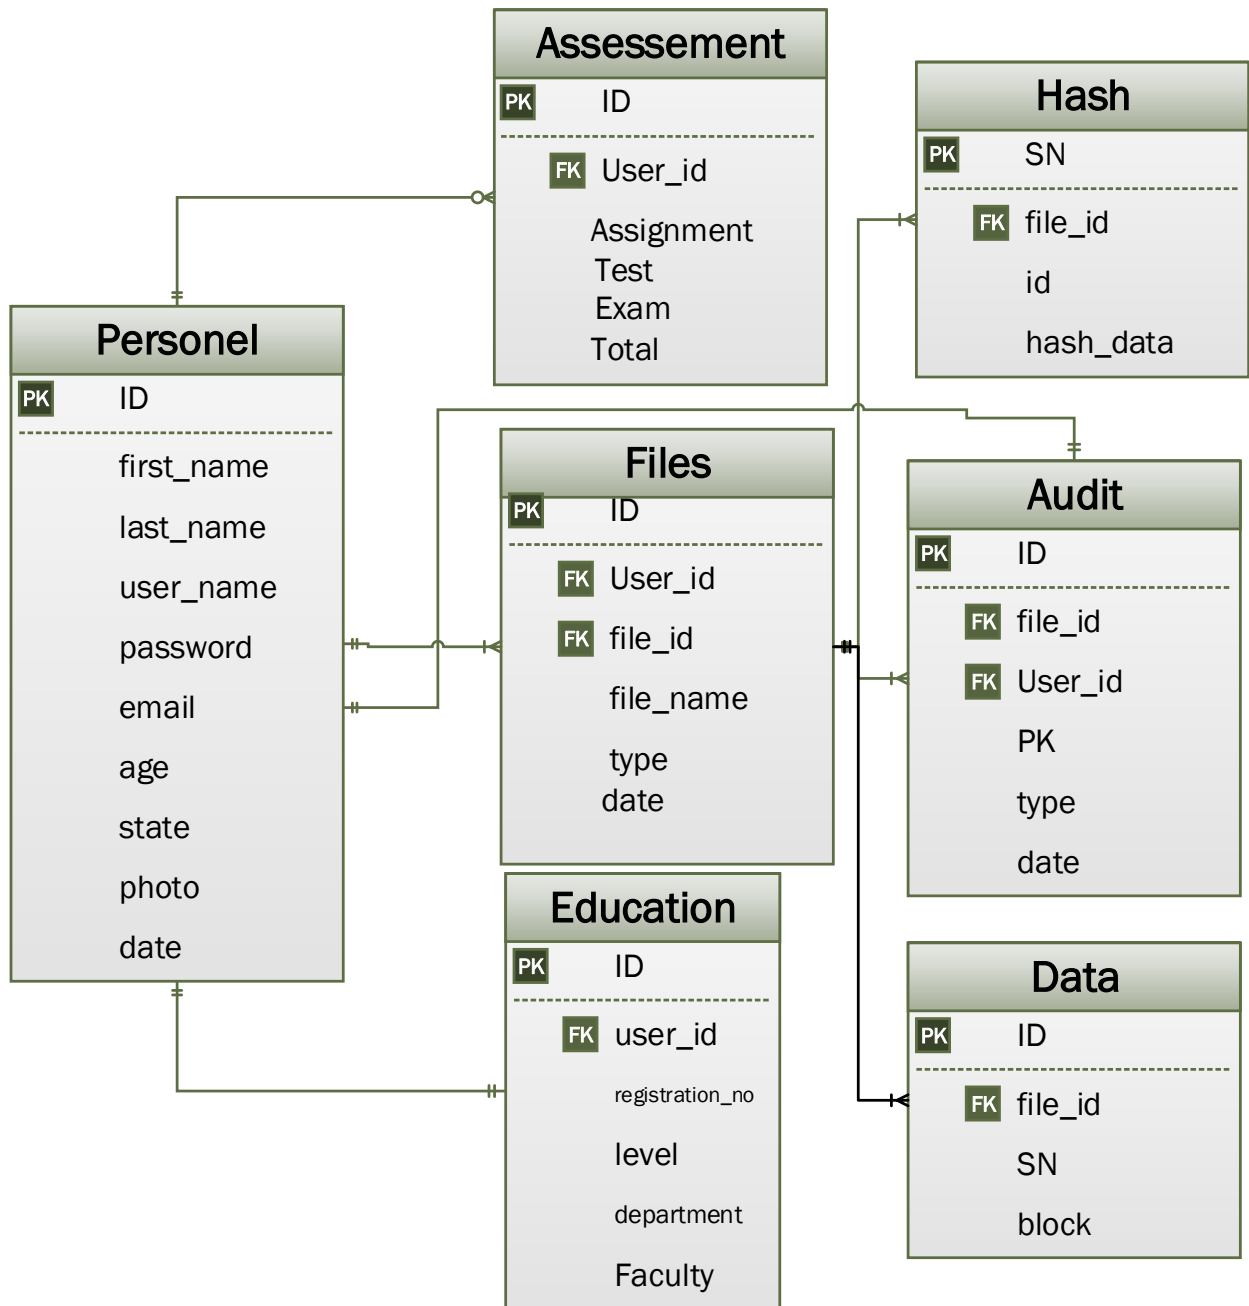 Assessement
PK ID
FK User_id
Assignment
Test
Exam
Total
Hash
PK SN
FK file_id
id
hash_data
Personel
PK ID
first_name
last_name
user_name
password
email
age
state
photo
date
Files
PK ID
FK User_id
FK file_id
file_name
type
date
Audit
PK ID
FK file_id
FK User_id
PK
type
date
Education
PK ID
FK user_id
registration_no
level
department
Faculty
Data
PK ID
FK file_id
SN
block